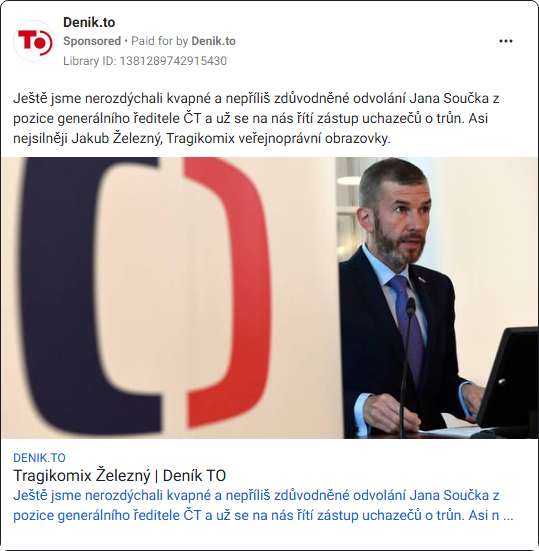 Denik.to
Sponsored • Paid for by Denik.to
Library ID: 1381289742915430
TO
Ještě jsme nerozdýchali kvapné a nepříliš zdůvodněné odvolání Jana Součka z
pozice generálního ředitele ČT a už se na nás řítí zástup uchazečů o trůn. Asi
nejsilněji Jakub Železný, Tragikomix veřejnoprávní obrazovky.
DENIK.TO
Tragikomix Železný | Deník TO
Ještě jsme nerozdýchali kvapné a nepříliš zdůvodněné odvolání Jana Součka z
pozice generálního ředitele ČT a už se na nás řítí zástup uchazečů o trůn. Asi n ...